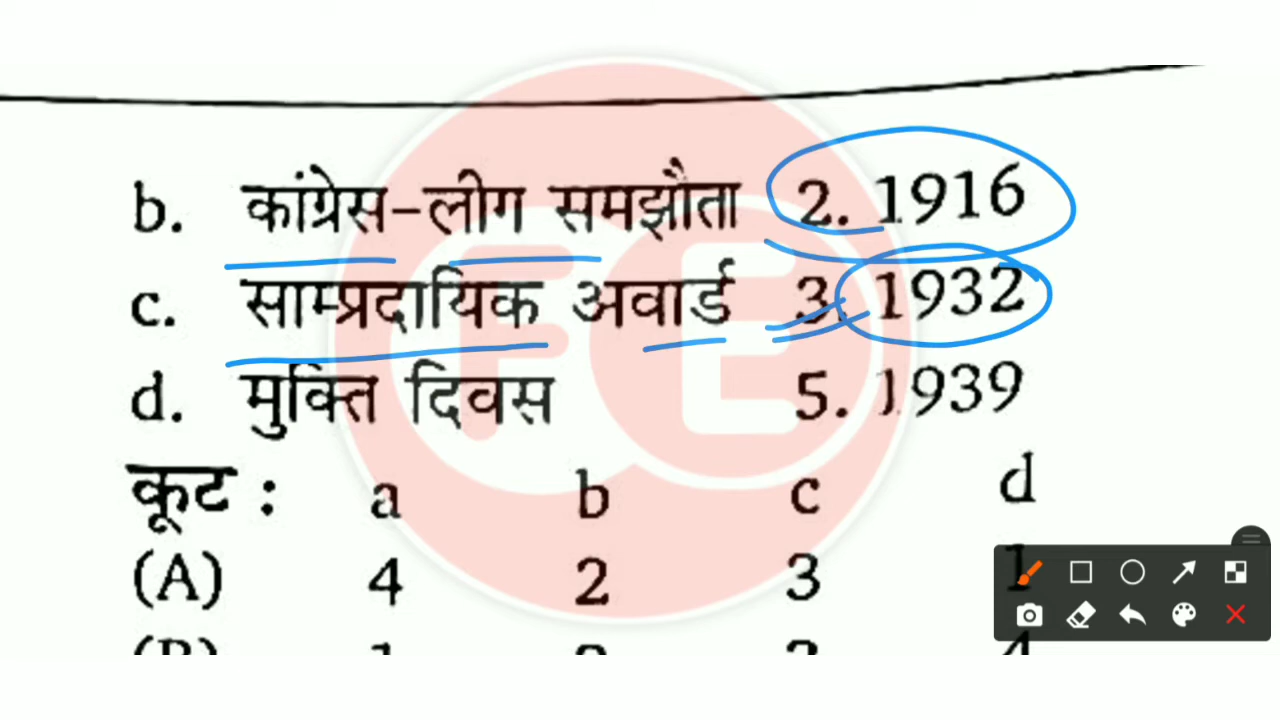 b. कांग्रेस-लीग समझौता 2. 1916
c. साम्प्रदायिक अवार्ड 3. 1932
d. मुक्ति दिवस 5. 1939
कूट : a b c d
(A) 4 2 3 1